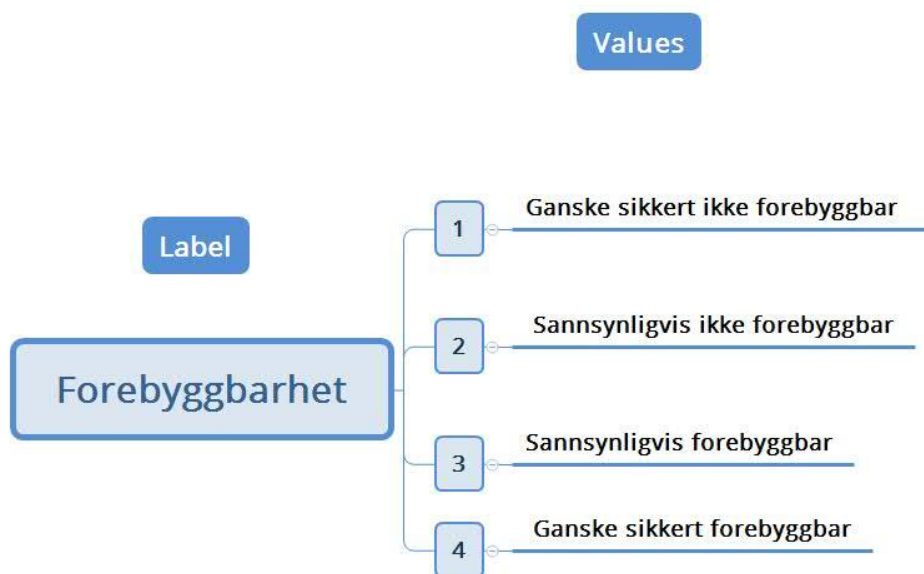 Values
Label
Forebyggbarhet
1
Ganske sikkert ikke forebyggbar
2
Sannsynligvis ikke forebyggbar
3
Sannsynligvis forebyggbar
4
Ganske sikkert forebyggbar